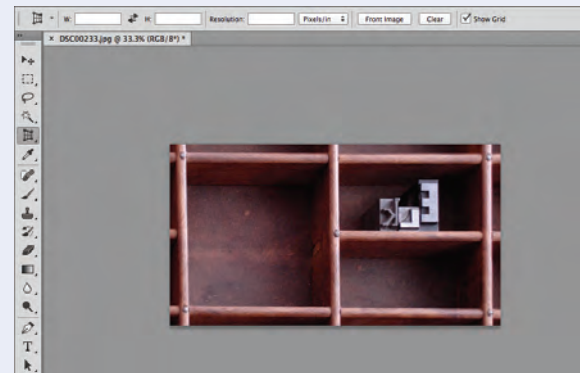 W: H: Resolution: Pixels/in Front Image Clear Show Grid
× DSC00233.jpg @ 33.3% (RGB/8*) *
T
E